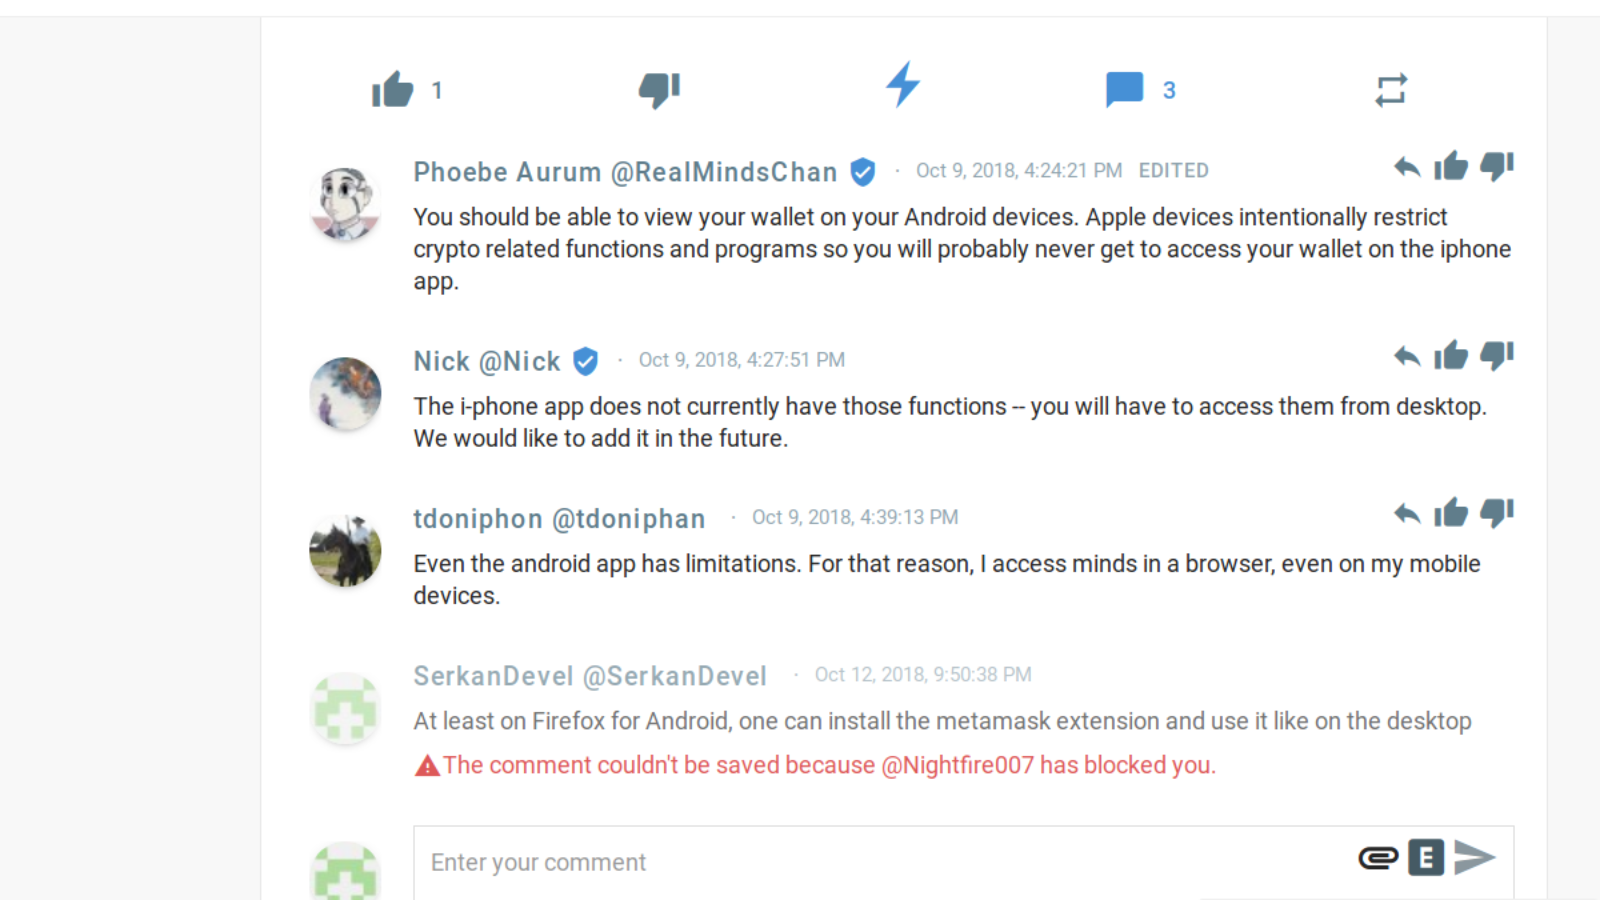 1
3
Phoebe Aurum @RealMindsChan · Oct 9, 2018, 4:24:21 PM EDITED
You should be able to view your wallet on your Android devices. Apple devices intentionally restrict
crypto related functions and programs so you will probably never get to access your wallet on the iphone
app.
Nick @Nick · Oct 9, 2018, 4:27:51 PM
The i-phone app does not currently have those functions -- you will have to access them from desktop.
We would like to add it in the future.
tdoniphon @tdoniphan · Oct 9, 2018, 4:39:13 PM
Even the android app has limitations. For that reason, I access minds in a browser, even on my mobile
devices.
SerkanDevel @SerkanDevel · Oct 12, 2018, 9:50:38 PM
At least on Firefox for Android, one can install the metamask extension and use it like on the desktop
The comment couldn't be saved because @Nightfire007 has blocked you.
Enter your comment
E